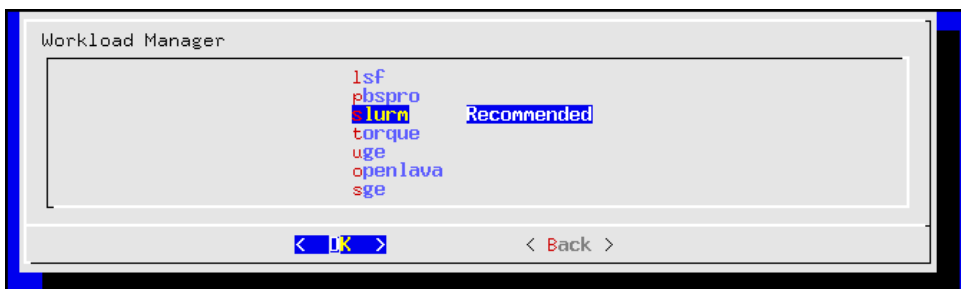 Workload Manager
lsf
pbspro
slurm Recommended
torque
uge
openlava
sge
< OK > < Back >